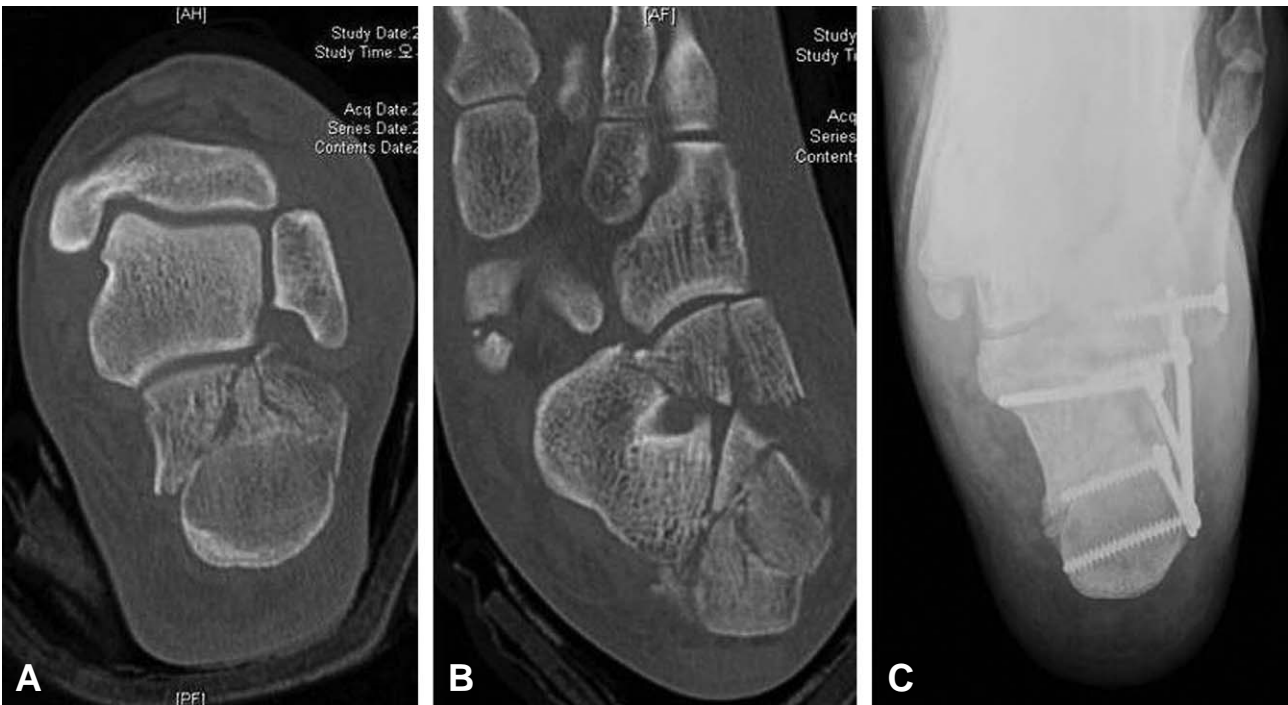 [AH]
Study Date:2
Study Time:오
Acq Date:2
Series Date:2
Contents Date2
A
[PF]
[AF]
Study
Study Ti
Acq
Series
Contents
B
C